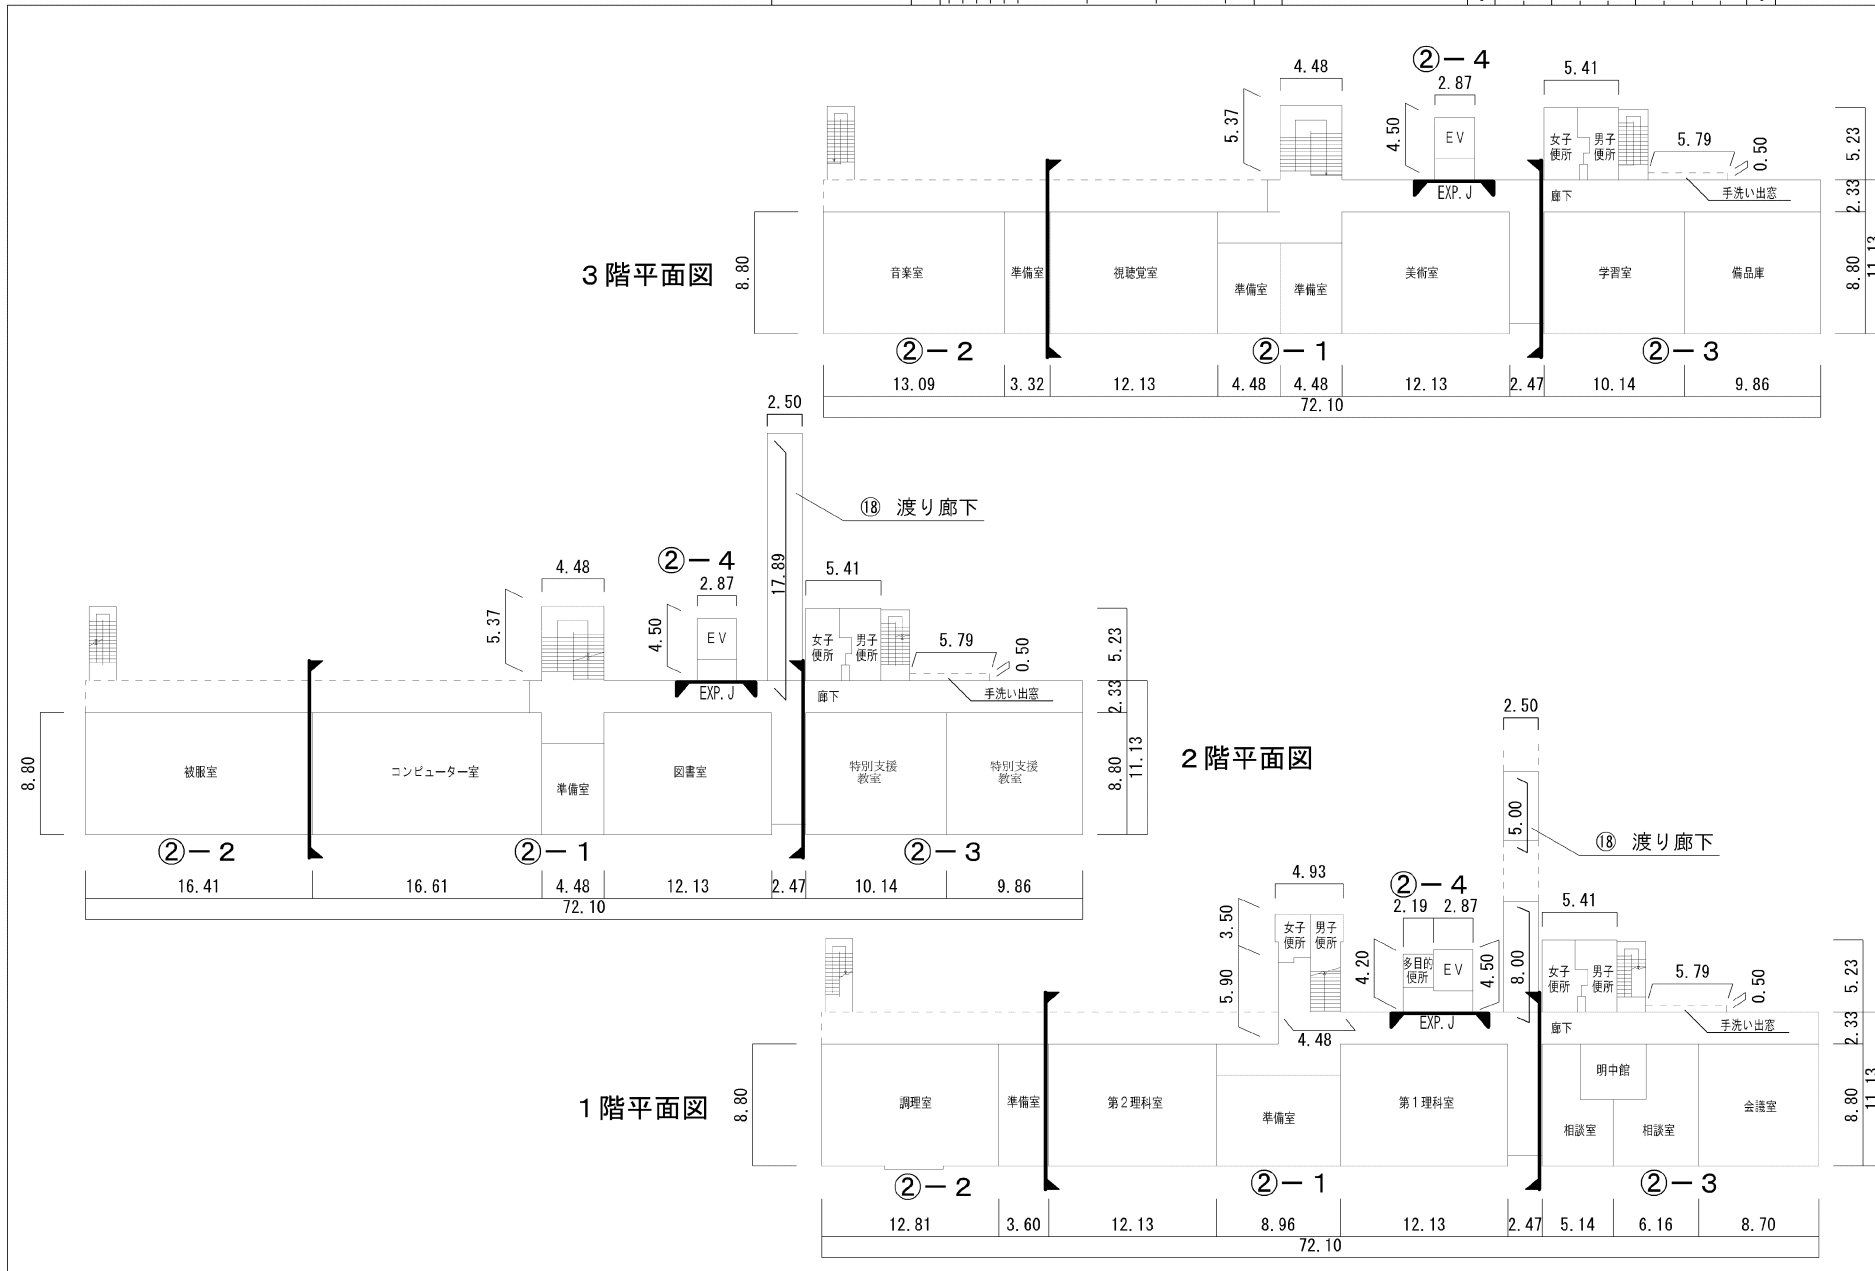 ②－4
4.48
2.87
5.41
5.37
4.50
EV
女子
便所
男子
便所
5.79
0.50
5.23
EXP.J
廊下
手洗い出窓
2.33
3階平面図
8.80
音楽室
準備室
視聴覚室
準備室
準備室
美術室
学習室
備品庫
8.80
11.13
②－2
②－1
②－3
13.09
3.32
12.13
4.48
4.48
12.13
2.47
10.14
9.86
72.10
2.50
⑱ 渡り廊下
17.89
②－4
4.48
2.87
5.41
5.37
4.50
EV
女子
便所
男子
便所
5.79
0.50
5.23
EXP.J
廊下
手洗い出窓
2.33
8.80
被服室
コンピューター室
準備室
図書室
特別支援
教室
特別支援
教室
8.80
11.13
2階平面図
②－2
②－1
②－3
16.41
16.61
4.48
12.13
2.47
10.14
9.86
72.10
2.50
5.00
⑱ 渡り廊下
8.00
4.93
②－4
2.19
2.87
5.41
3.50
5.90
女子
便所
男子
便所
4.20
多目的
便所
EV
4.50
女子
便所
男子
便所
5.79
0.50
5.23
4.48
EXP.J
廊下
手洗い出窓
2.33
1階平面図
8.80
調理室
準備室
第2理科室
準備室
第1理科室
明中館
相談室
相談室
会議室
8.80
11.13
②－2
②－1
②－3
12.81
3.60
12.13
8.96
12.13
2.47
5.14
6.16
8.70
72.10